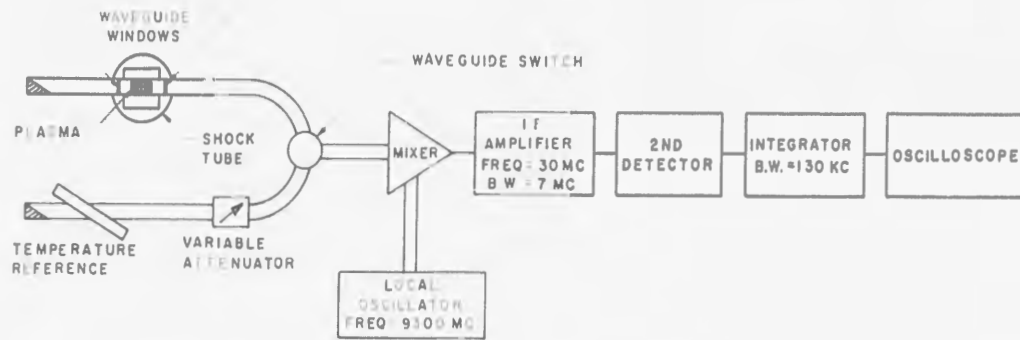 WAVEGUIDE
WINDOWS
WAVEGUIDE SWITCH
PLASMA
SHOCK
TUBE
MIXER
I F
AMPLIFIER
FREQ = 30 MC
B.W = 7 MC
2ND
DETECTOR
INTEGRATOR
B.W. = 130 KC
OSCILLOSCOPE
TEMPERATURE
REFERENCE
VARIABLE
ATTENUATOR
LOCAL
OSCILLATOR
FREQ = 9300 MC